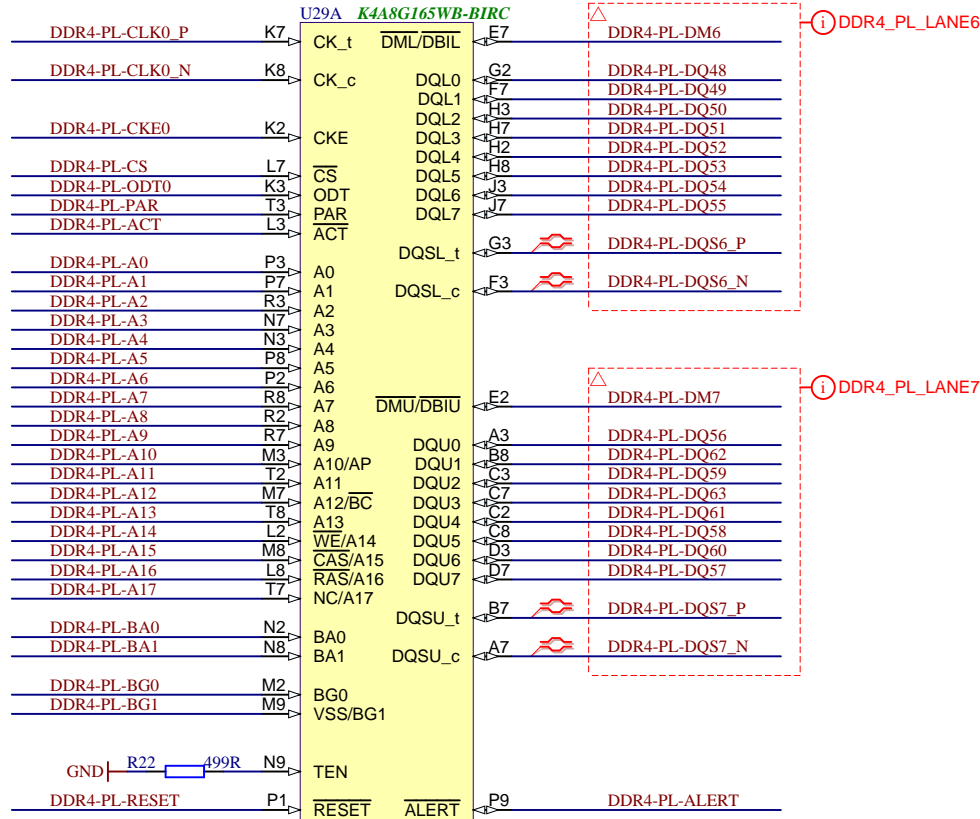 U29A K4A8G165WB-BIRC
DDR4-PL-CLK0_P K7 CK_t DML/DBIL E7 DDR4-PL-DM6 i DDR4_PL_LANE6
DDR4-PL-CLK0_N K8 CK_c DQL0 G2 DDR4-PL-DQ48
DQL1 F7 DDR4-PL-DQ49
DQL2 H3 DDR4-PL-DQ50
DDR4-PL-CKE0 K2 CKE DQL3 H7 DDR4-PL-DQ51
DQL4 H2 DDR4-PL-DQ52
DDR4-PL-CS L7 CS DQL5 H8 DDR4-PL-DQ53
DDR4-PL-ODT0 K3 ODT DQL6 J3 DDR4-PL-DQ54
DDR4-PL-PAR T3 PAR DQL7 J7 DDR4-PL-DQ55
DDR4-PL-ACT L3 ACT
DQSL_t G3 DDR4-PL-DQS6_P
DDR4-PL-A0 P3 A0
DDR4-PL-A1 P7 A1 DQSL_c F3 DDR4-PL-DQS6_N
DDR4-PL-A2 R3 A2
DDR4-PL-A3 N7 A3
DDR4-PL-A4 N3 A4
DDR4-PL-A5 P8 A5
DDR4-PL-A6 P2 A6
DDR4-PL-A7 R8 A7 DMU/DBIU E2 DDR4-PL-DM7 i DDR4_PL_LANE7
DDR4-PL-A8 R2 A8
DDR4-PL-A9 R7 A9 DQU0 A3 DDR4-PL-DQ56
DDR4-PL-A10 M3 A10/AP DQU1 B8 DDR4-PL-DQ62
DDR4-PL-A11 T2 A11 DQU2 C3 DDR4-PL-DQ59
DDR4-PL-A12 M7 A12/BC DQU3 C7 DDR4-PL-DQ63
DDR4-PL-A13 T8 A13 DQU4 C2 DDR4-PL-DQ61
DDR4-PL-A14 L2 WE/A14 DQU5 C8 DDR4-PL-DQ58
DDR4-PL-A15 M8 CAS/A15 DQU6 D3 DDR4-PL-DQ60
DDR4-PL-A16 L8 RAS/A16 DQU7 D7 DDR4-PL-DQ57
DDR4-PL-A17 T7 NC/A17
DQSU_t B7 DDR4-PL-DQS7_P
DDR4-PL-BA0 N2 BA0
DDR4-PL-BA1 N8 BA1 DQSU_c A7 DDR4-PL-DQS7_N
DDR4-PL-BG0 M2 BG0
DDR4-PL-BG1 M9 VSS/BG1
GND R22 499R N9 TEN
DDR4-PL-RESET P1 RESET ALERT P9 DDR4-PL-ALERT